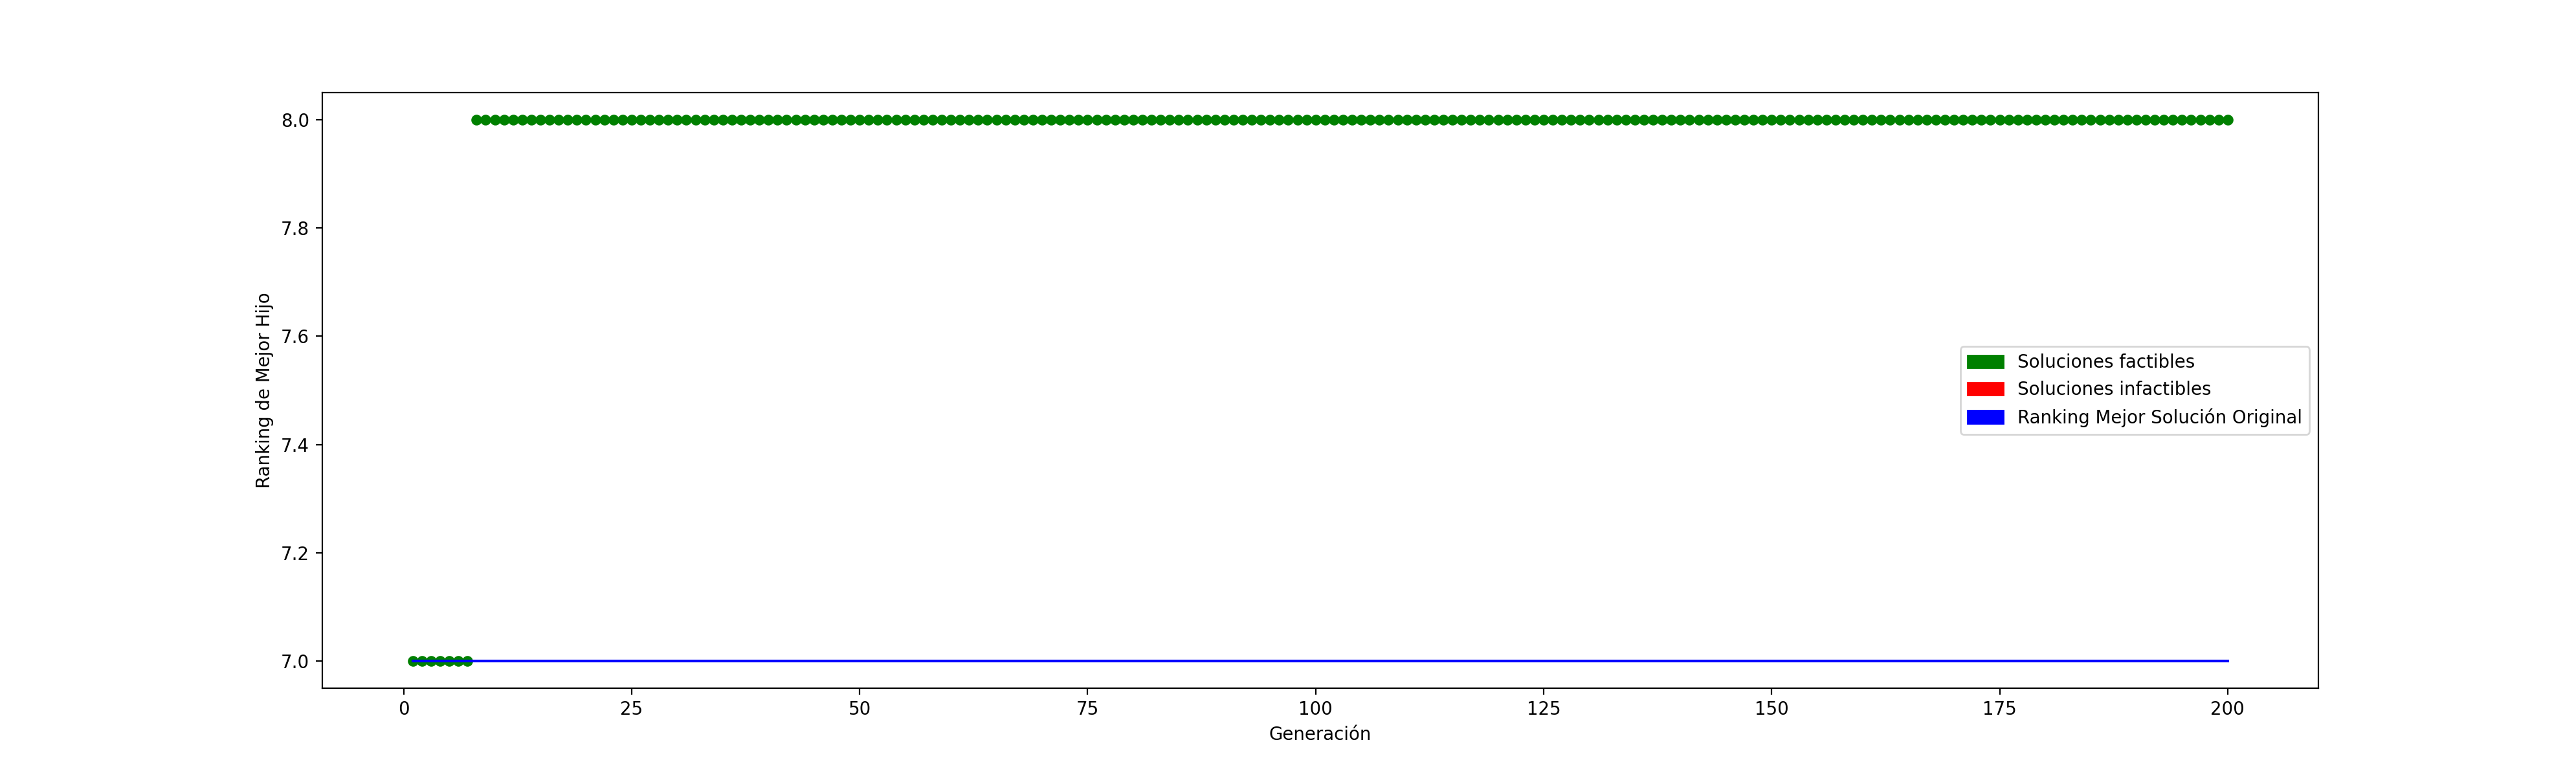 8.0
7.8
7.6
7.4
7.2
7.0
Ranking de Mejor Hijo
Soluciones factibles
Soluciones infactibles
Ranking Mejor Solución Original
0 25 50 75 100 125 150 175 200
Generación